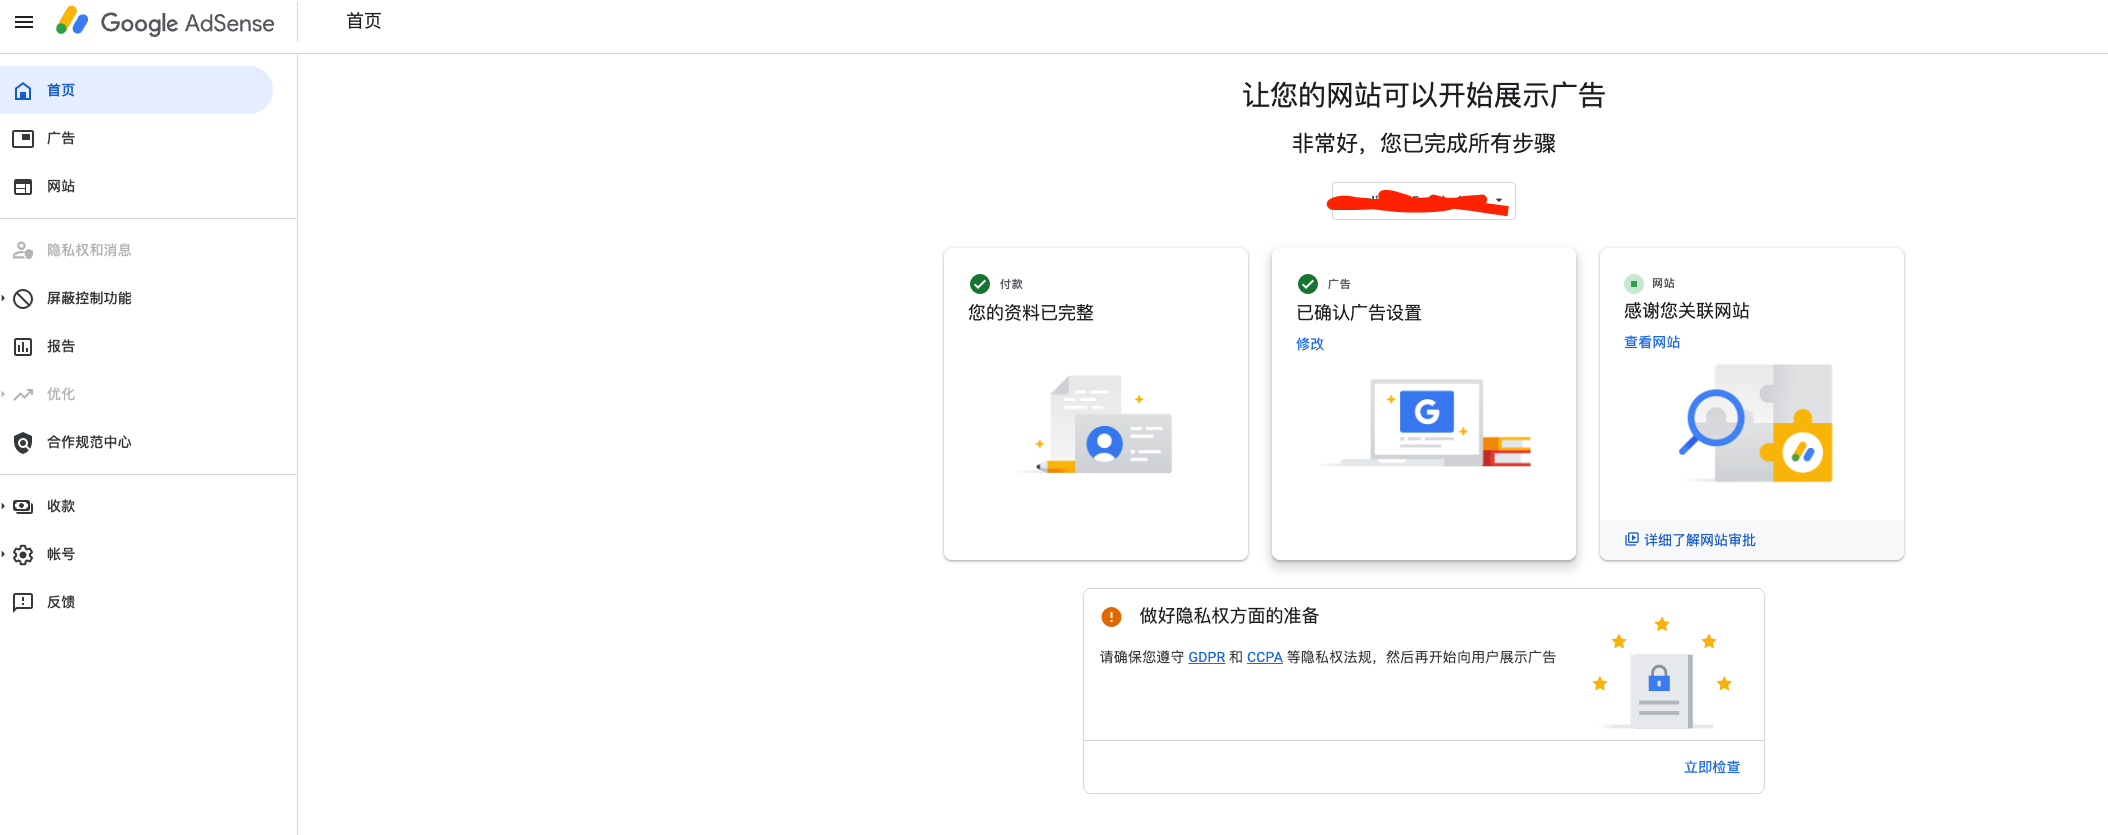 Google AdSense
首页
首页
广告
网站
隐私权和消息
屏蔽控制功能
报告
优化
合作规范中心
收款
帐号
反馈
让您的网站可以开始展示广告
非常好，您已完成所有步骤
付款
您的资料已完整
广告
已确认广告设置
修改
网站
感谢您关联网站
查看网站
详细了解网站审批
做好隐私权方面的准备
请确保您遵守 GDPR 和 CCPA 等隐私权法规，然后再开始向用户展示广告
立即检查